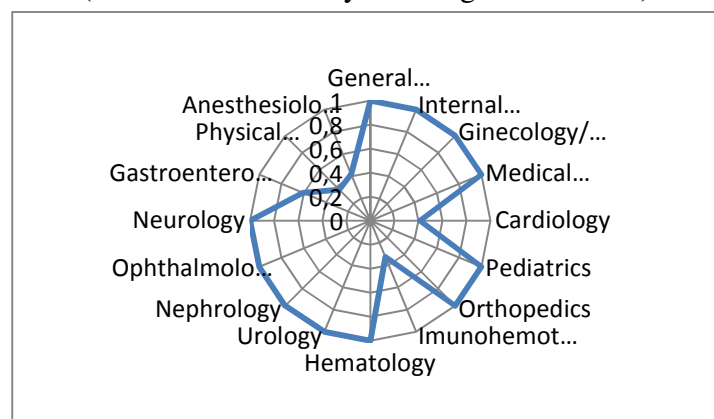 General...
Internal...
Ginecology/...
Medical...
Cardiology
Pediatrics
Orthopedics
Imunohemot...
Hematology
Urology
Nephrology
Ophthalmolo...
Neurology
Gastroentero...
Physical...
Anesthesiolo...
1
0,8
0,6
0,4
0,2
0